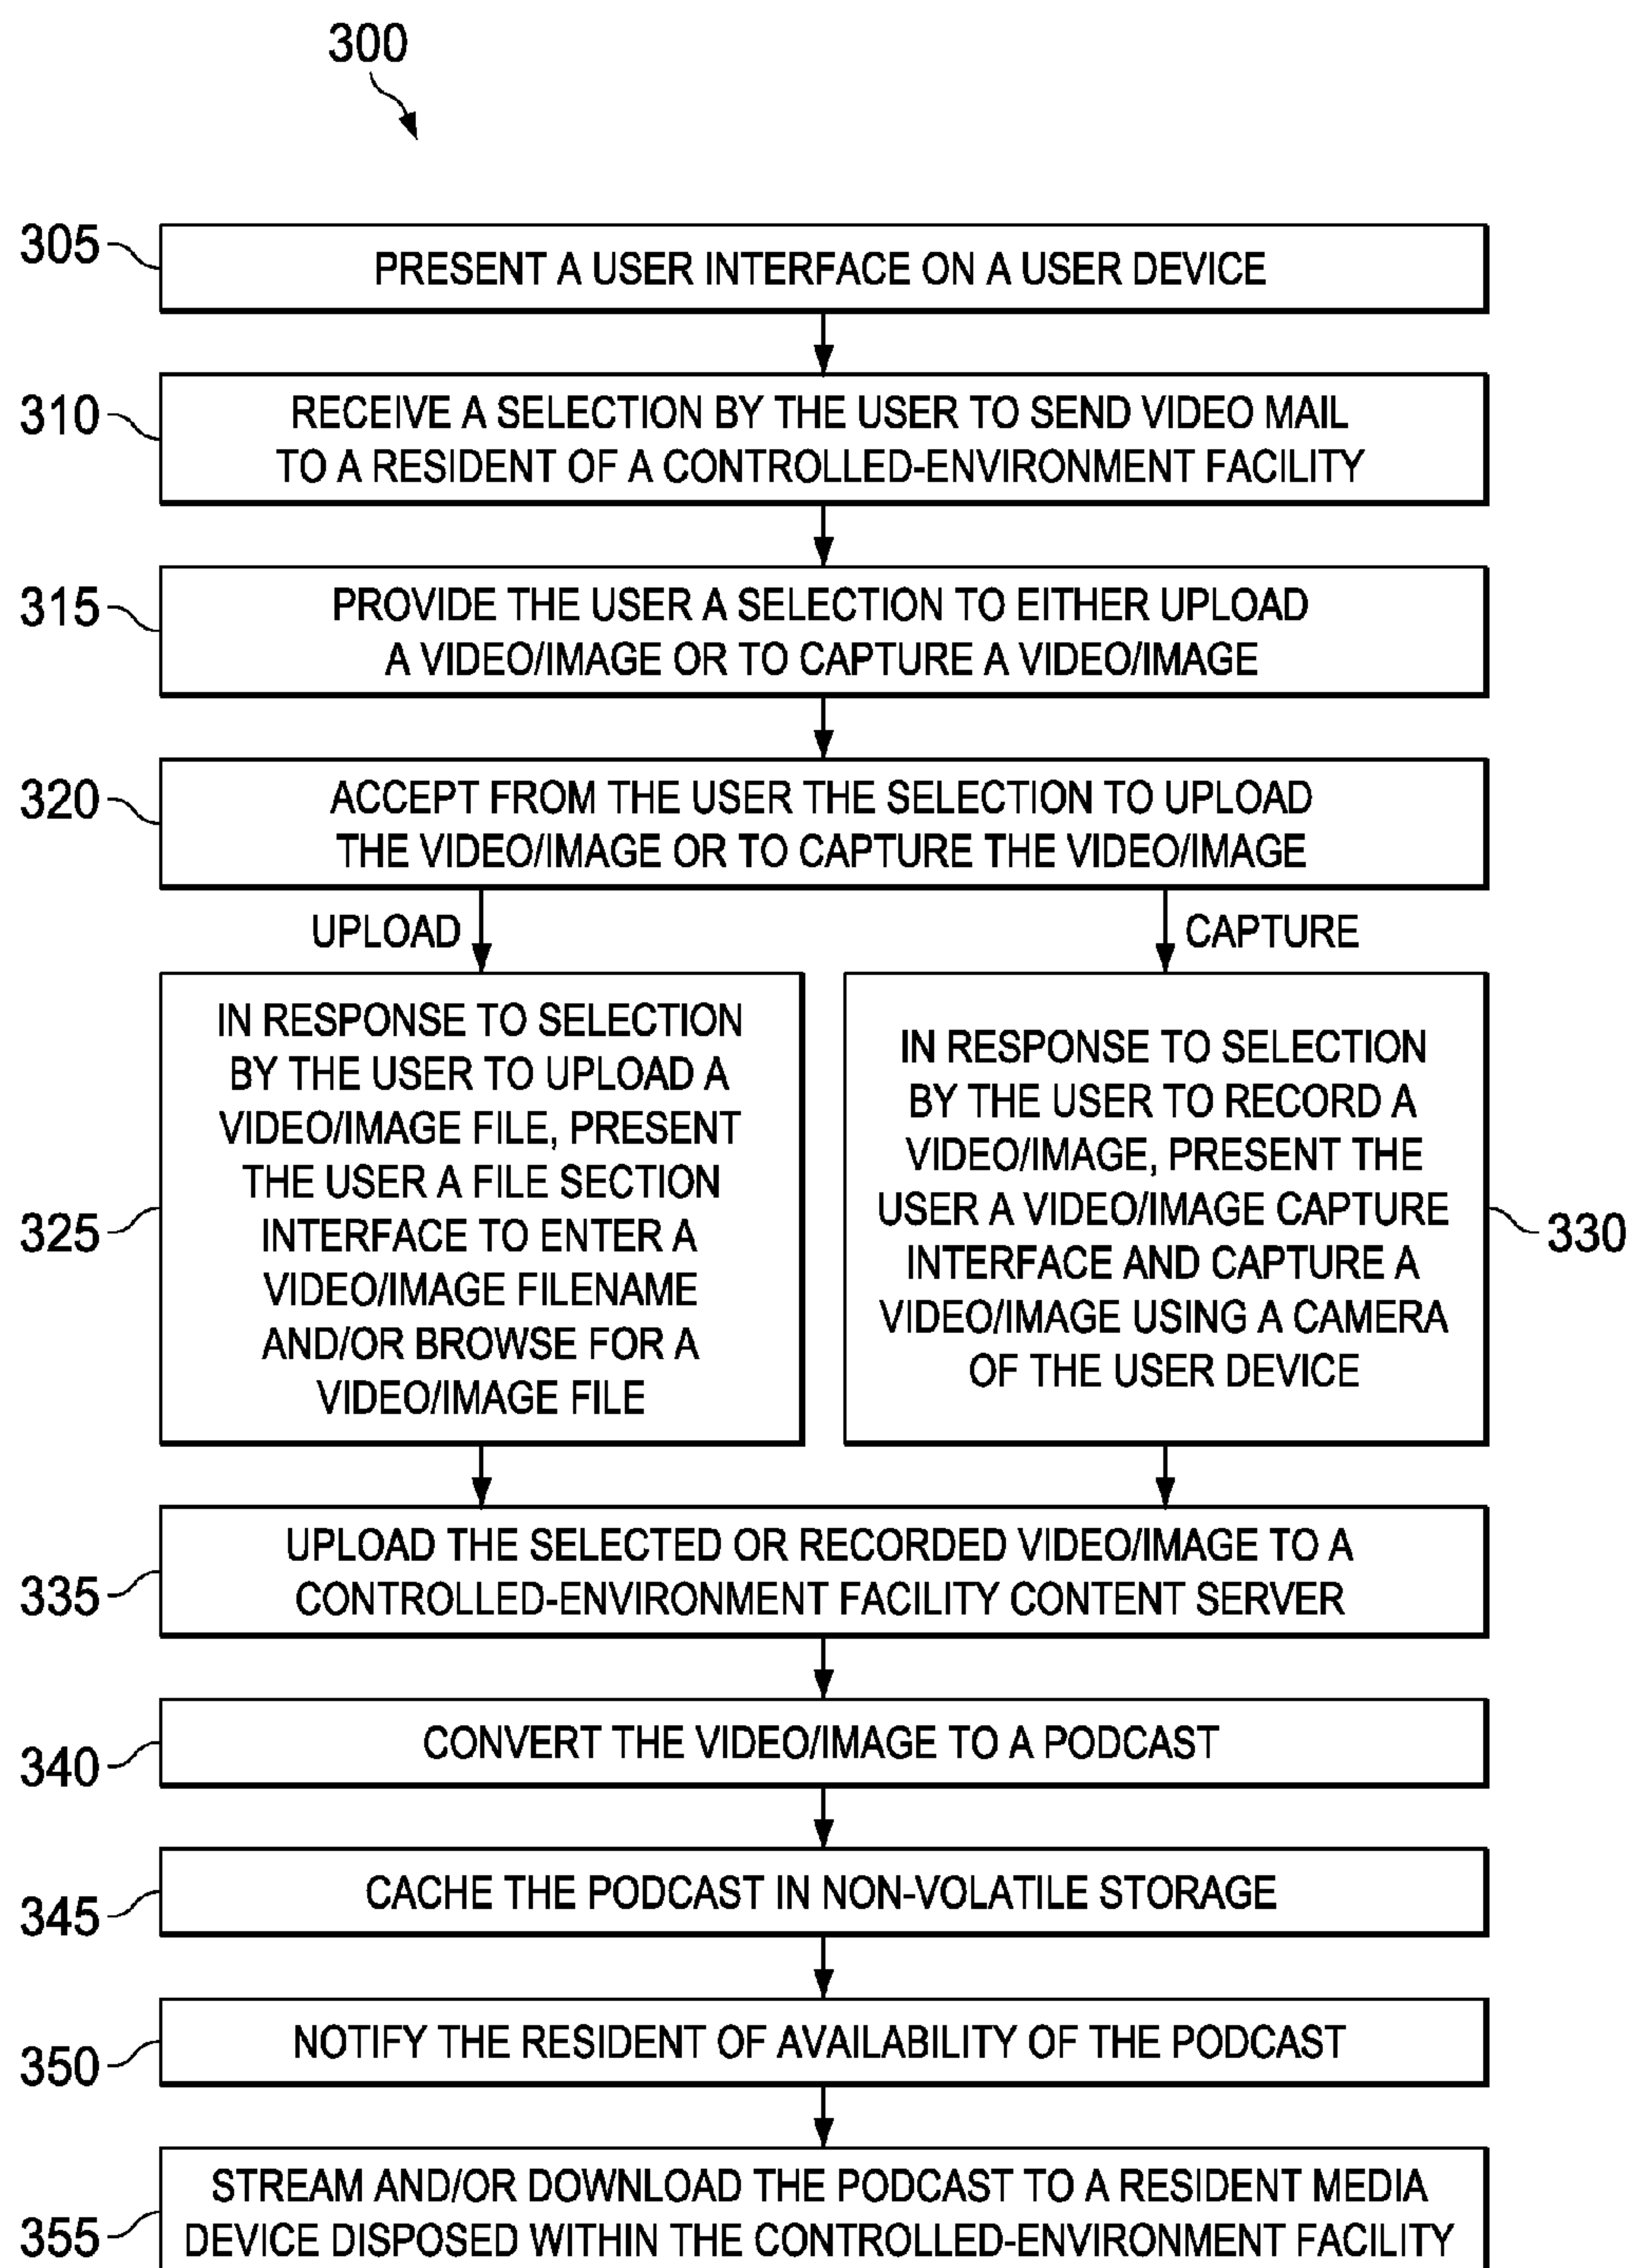 300
305
PRESENT A USER INTERFACE ON A USER DEVICE
310
RECEIVE A SELECTION BY THE USER TO SEND VIDEO MAIL
TO A RESIDENT OF A CONTROLLED-ENVIRONMENT FACILITY
315
PROVIDE THE USER A SELECTION TO EITHER UPLOAD
A VIDEO/IMAGE OR TO CAPTURE A VIDEO/IMAGE
320
ACCEPT FROM THE USER THE SELECTION TO UPLOAD
THE VIDEO/IMAGE OR TO CAPTURE THE VIDEO/IMAGE
UPLOAD
CAPTURE
325
IN RESPONSE TO SELECTION
BY THE USER TO UPLOAD A
VIDEO/IMAGE FILE, PRESENT
THE USER A FILE SECTION
INTERFACE TO ENTER A
VIDEO/IMAGE FILENAME
AND/OR BROWSE FOR A
VIDEO/IMAGE FILE
IN RESPONSE TO SELECTION
BY THE USER TO RECORD A
VIDEO/IMAGE, PRESENT THE
USER A VIDEO/IMAGE CAPTURE
INTERFACE AND CAPTURE A
VIDEO/IMAGE USING A CAMERA
OF THE USER DEVICE
330
335
UPLOAD THE SELECTED OR RECORDED VIDEO/IMAGE TO A
CONTROLLED-ENVIRONMENT FACILITY CONTENT SERVER
340
CONVERT THE VIDEO/IMAGE TO A PODCAST
345
CACHE THE PODCAST IN NON-VOLATILE STORAGE
350
NOTIFY THE RESIDENT OF AVAILABILITY OF THE PODCAST
355
STREAM AND/OR DOWNLOAD THE PODCAST TO A RESIDENT MEDIA
DEVICE DISPOSED WITHIN THE CONTROLLED-ENVIRONMENT FACILITY